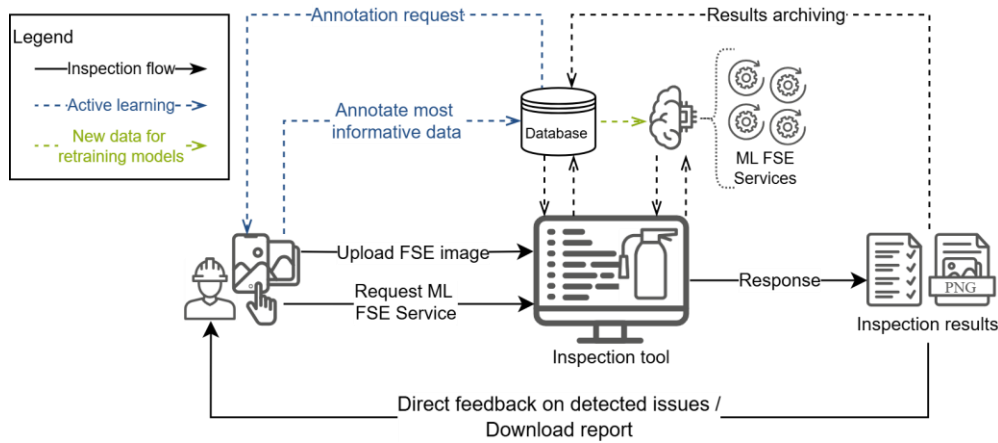 Annotation request
Results archiving
Legend
Inspection flow
Active learning
New data for
retraining models
Annotate most
informative data
Database
ML FSE
Services
Upload FSE image
Request ML
FSE Service
Response
PNG
Inspection results
Inspection tool
Direct feedback on detected issues /
Download report